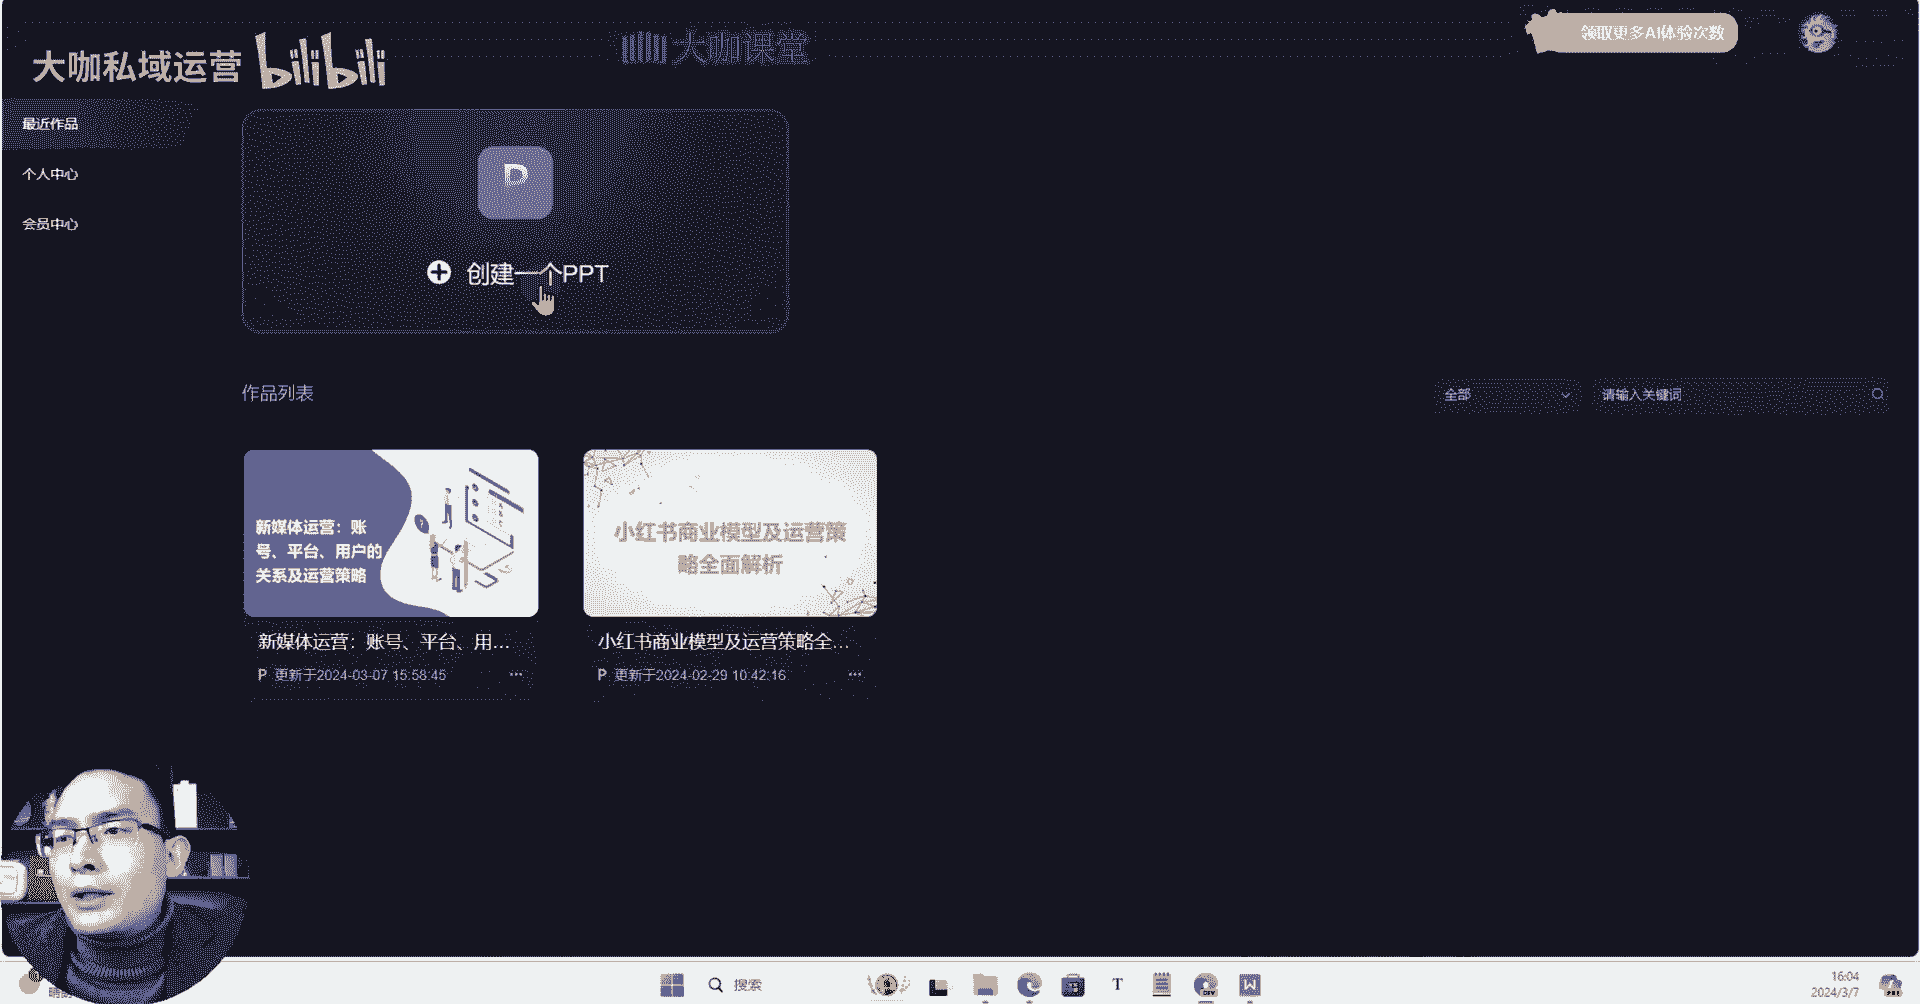 大咖私域运营 bilibili
大咖课堂
领取更多AI体验次数
最近作品
个人中心
会员中心
P
创建一个PPT
作品列表
全部
请输入关键词
新媒体运营：账
号、平台、用户的
关系及运营策略
小红书商业模型及运营策
略全面解析
新媒体运营：账号、平台、用...
P 更新于2024-03-07 15:58:45
小红书商业模型及运营策略全...
P 更新于2024-02-29 10:42:16
搜索
T
W
16:04
2024/3/7